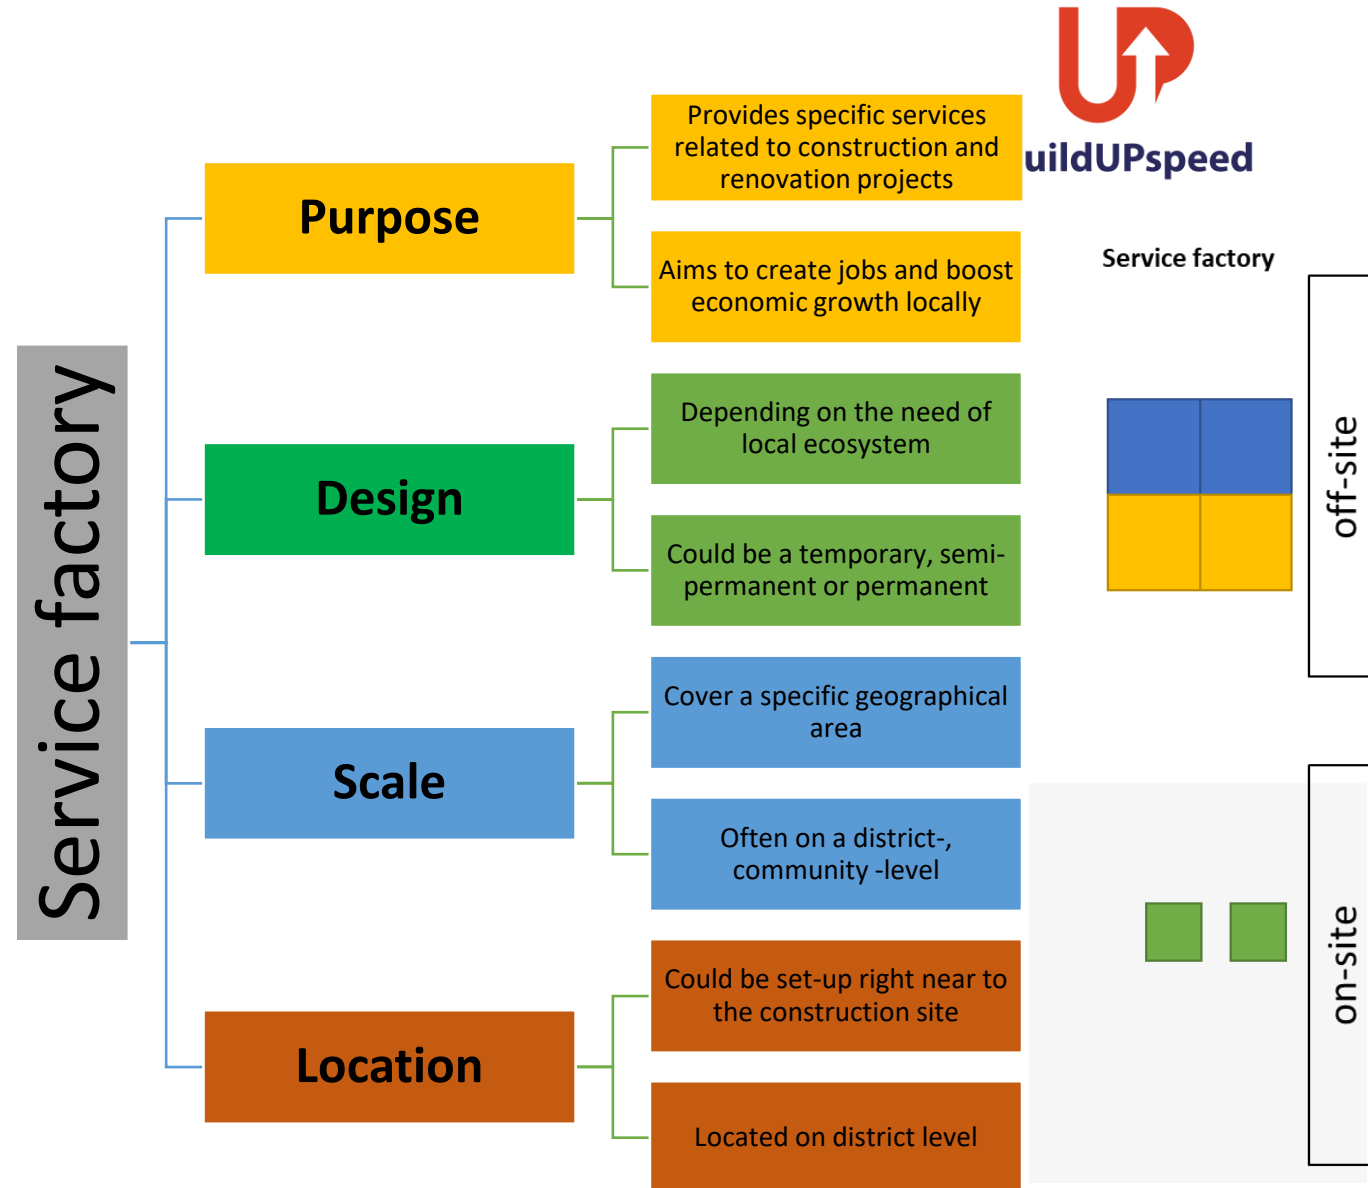 Service factory
Purpose
Provides specific services
related to construction and
renovation projects
Aims to create jobs and boost
economic growth locally
Design
Depending on the need of
local ecosystem
Could be a temporary, semi-
permanent or permanent
Scale
Cover a specific geographical
area
Often on a district-,
community -level
Location
Could be set-up right near to
the construction site
Located on district level
UP
uildUPspeed
Service factory
off-site
on-site